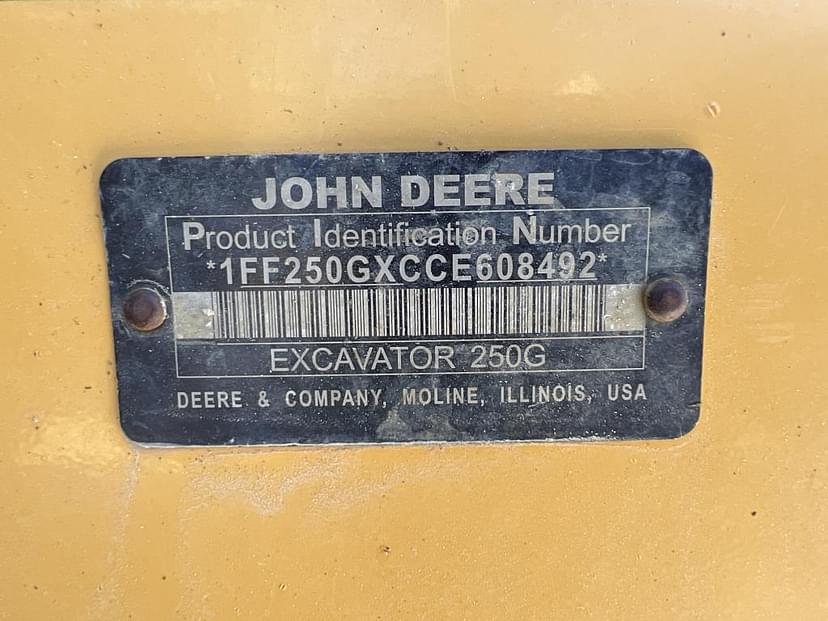 JOHN DEERE
Product Identification Number
*1FF250GXCCE608492*
EXCAVATOR 250G
DEERE & COMPANY, MOLINE, ILLINOIS, USA